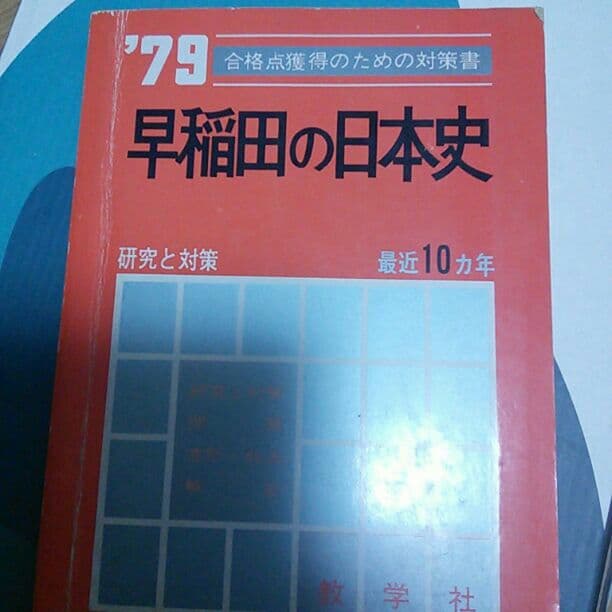 '79
合格点獲得のための対策書
早稲田の日本史
研究と対策
最近10カ年
教学社